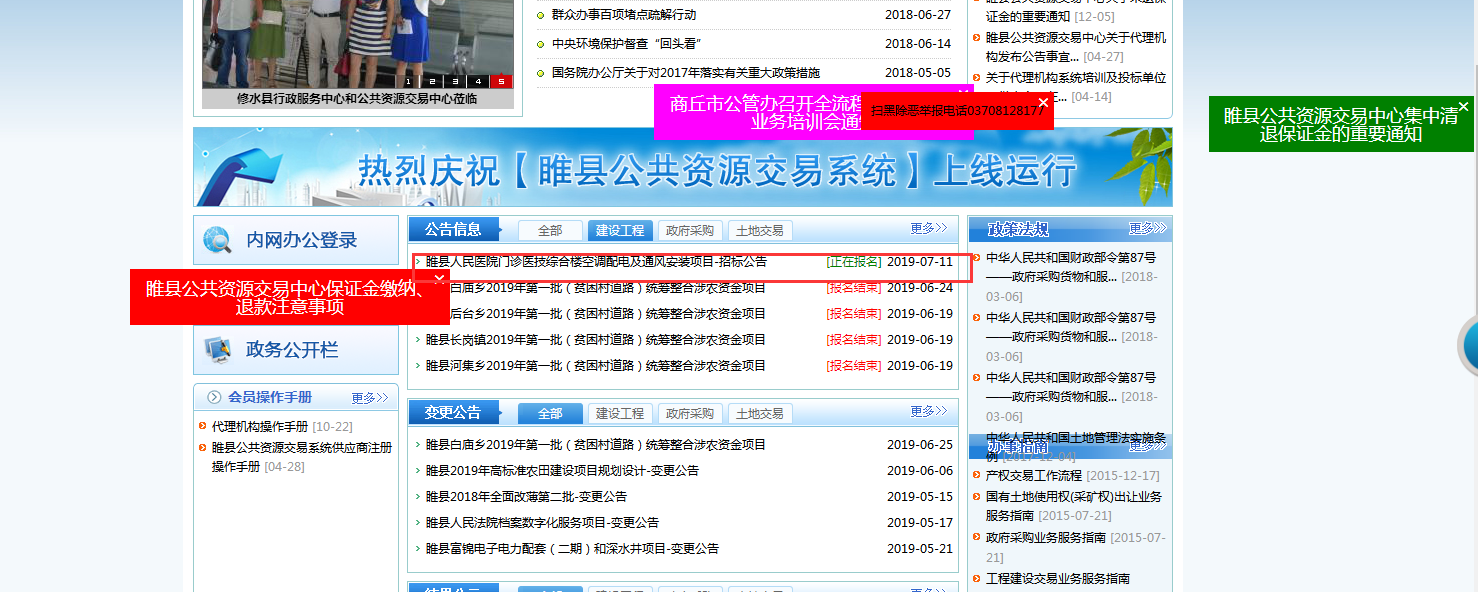 1 2 3 4 5
修水县行政服务中心和公共资源交易中心莅临
群众办事百项堵点疏解行动 2018-06-27
中央环境保护督查“回头看” 2018-06-14
国务院办公厅关于对2017年落实有关重大政策措施 2018-05-05
证金的重要通知 [12-05]
睢县公共资源交易中心关于代理机
构发布公告事宜... [04-27]
关于代理机构系统培训及投标单位
[04-14]
商丘市公管办召开全流程
业务培训会通
扫黑除恶举报电话03708128177
睢县公共资源交易中心集中清
退保证金的重要通知
热烈庆祝【睢县公共资源交易系统】上线运行
内网办公登录
睢县公共资源交易中心保证金缴纳、
退款注意事项
政务公开栏
会员操作手册 更多>>
代理机构操作手册 [10-22]
睢县公共资源交易系统供应商注册
操作手册 [04-28]
公告信息 全部 建设工程 政府采购 土地交易 更多>>
睢县人民医院门诊医技综合楼空调配电及通风安装项目-招标公告 [正在报名] 2019-07-11
白庙乡2019年第一批（贫困村道路）统筹整合涉农资金项目 [报名结束] 2019-06-24
后台乡2019年第一批（贫困村道路）统筹整合涉农资金项目 [报名结束] 2019-06-19
睢县长岗镇2019年第一批（贫困村道路）统筹整合涉农资金项目 [报名结束] 2019-06-19
睢县河集乡2019年第一批（贫困村道路）统筹整合涉农资金项目 [报名结束] 2019-06-19
变更公告 全部 建设工程 政府采购 土地交易 更多>>
睢县白庙乡2019年第一批（贫困村道路）统筹整合涉农资金项目 2019-06-25
睢县2019年高标准农田建设项目规划设计-变更公告 2019-06-06
睢县2018年全面改薄第二批-变更公告 2019-05-15
睢县人民法院档案数字化服务项目-变更公告 2019-05-17
睢县富锦电子电力配套（二期）和深水井项目-变更公告 2019-05-21
政策法规 更多>>
中华人民共和国财政部令第87号
——政府采购货物和服... [2018-
03-06]
中华人民共和国财政部令第87号
——政府采购货物和服... [2018-
03-06]
中华人民共和国财政部令第87号
——政府采购货物和服... [2018-
03-06]
中华人民共和国土地管理法实施条
例 [2017-12-04]
办事指南 更多>>
产权交易工作流程 [2015-12-17]
国有土地使用权(采矿权)出让业务
服务指南 [2015-07-21]
政府采购业务服务指南 [2015-07-
21]
工程建设交易业务服务指南